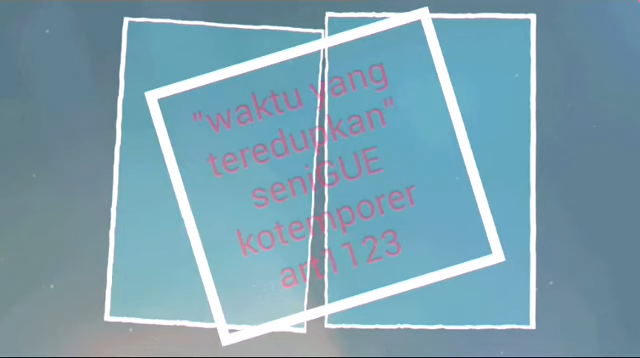 "waktu yang
teredupkan"
seniGUE
kotemporer
art1123